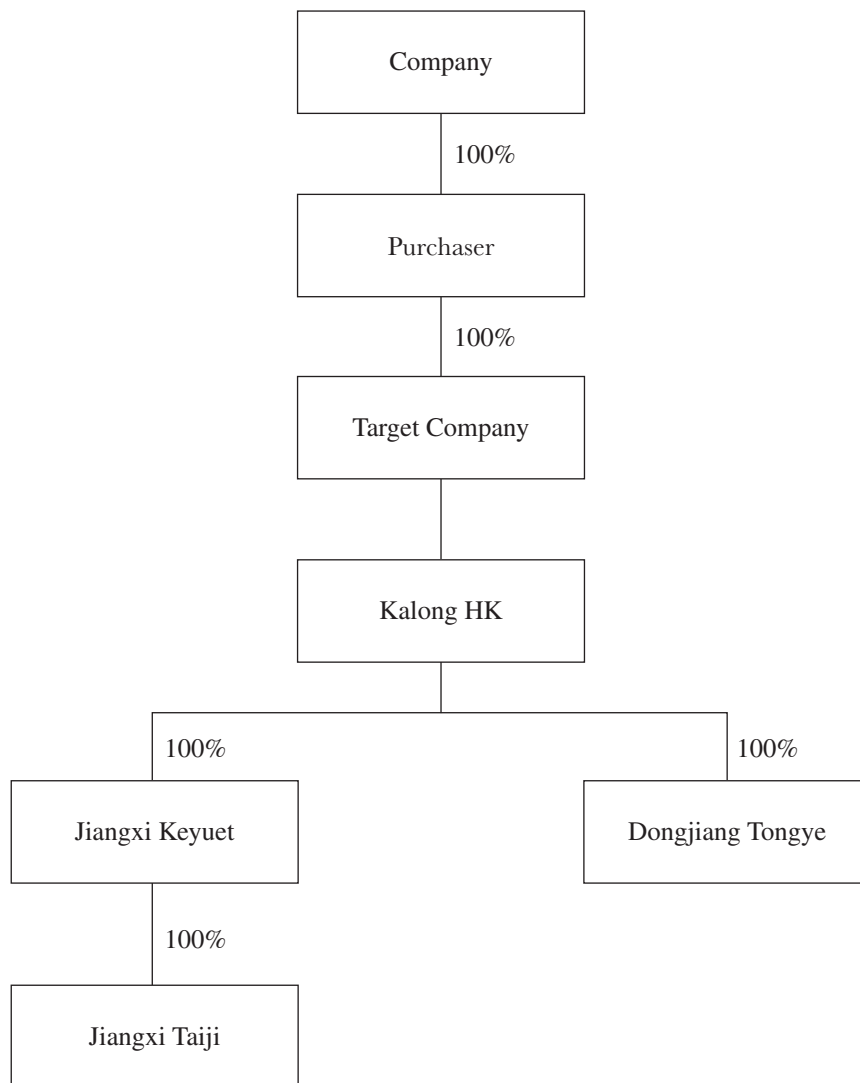 Company
100%
Purchaser
100%
Target Company
Kalong HK
100%
100%
Jiangxi Keyuet
Dongjiang Tongye
100%
Jiangxi Taiji